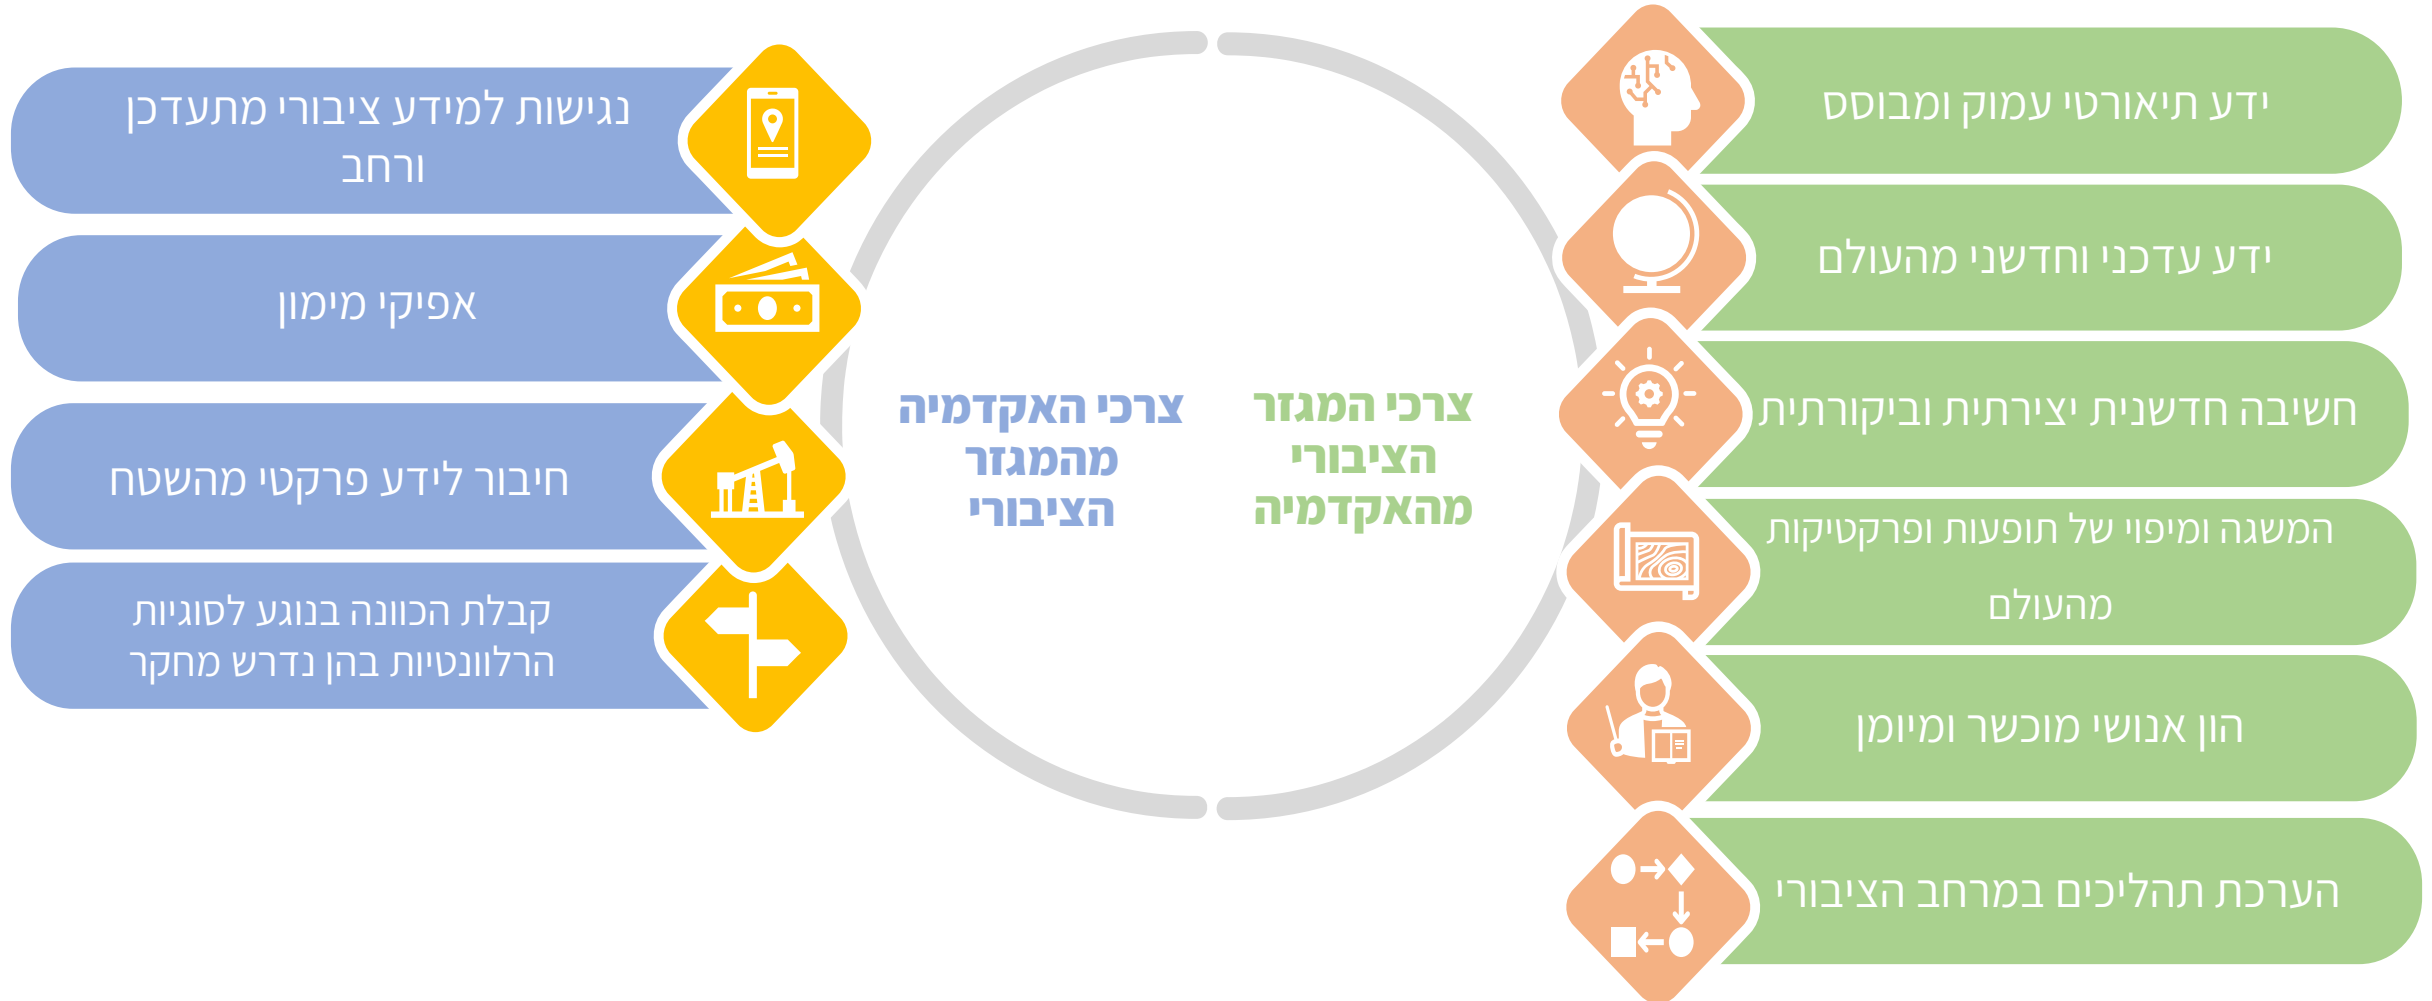 צרכי המגזר
הציבורי
מהאקדמיה
ידע תיאורטי עמוק ומבוסס
ידע עדכני וחדשני מהעולם
חשיבה חדשנית יצירתית וביקורתית
המשגה ומיפוי של תופעות ופרקטיקות
מהעולם
הון אנושי מוכשר ומיומן
הערכת תהליכים במרחב הציבורי
צרכי האקדמיה
מהמגזר
הציבורי
נגישות למידע ציבורי מתעדכן
ורחב
אפיקי מימון
חיבור לידע פרקטי מהשטח
קבלת הכוונה בנוגע לסוגיות
הרלוונטיות בהן נדרש מחקר